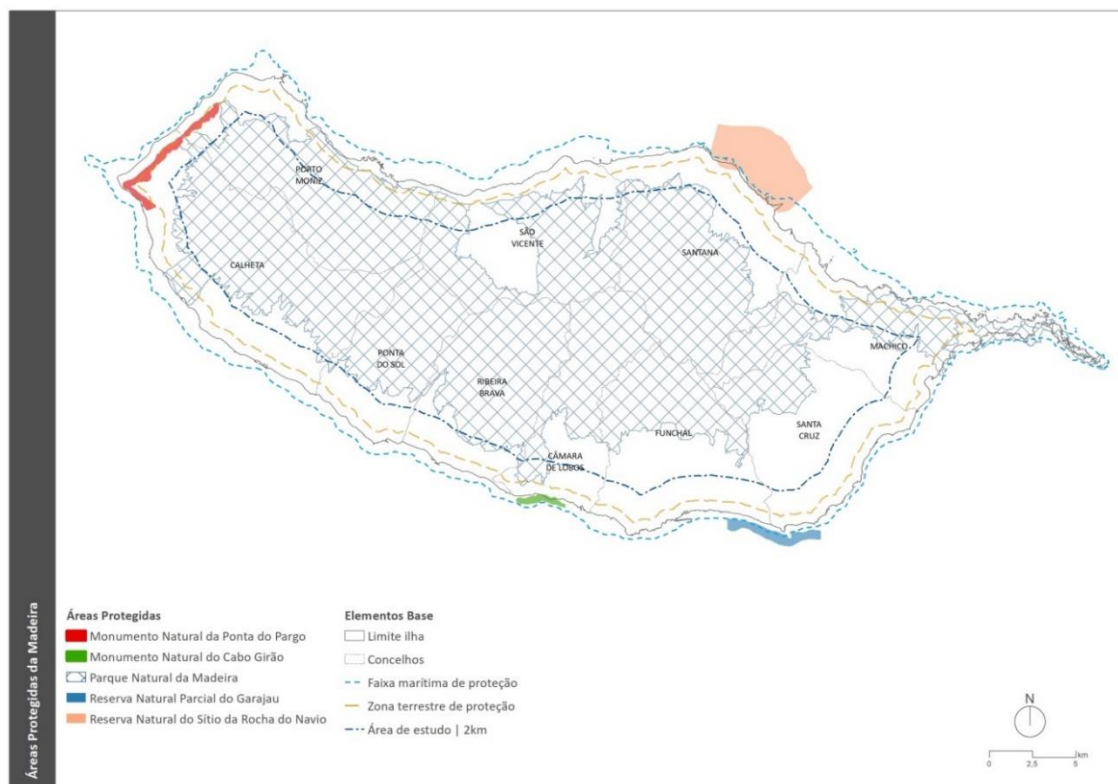 PORTO
MONIZ
SÃO
VICENTE
SANTANA
CALHETA
MACHICO
PONTA
DO SOL
RIBEIRA
BRAVA
SANTA
CRUZ
FUNCHAL
CÂMARA
DE LOBOS
Áreas Protegidas da Madeira
Áreas Protegidas
Monumento Natural da Ponta do Pargo
Monumento Natural do Cabo Girão
Parque Natural da Madeira
Reserva Natural Parcial do Garajau
Reserva Natural do Sítio da Rocha do Navio
Elementos Base
Limite ilha
Concelhos
Faixa marítima de proteção
Zona terrestre de proteção
Área de estudo | 2km
N
km
0 2,5 5